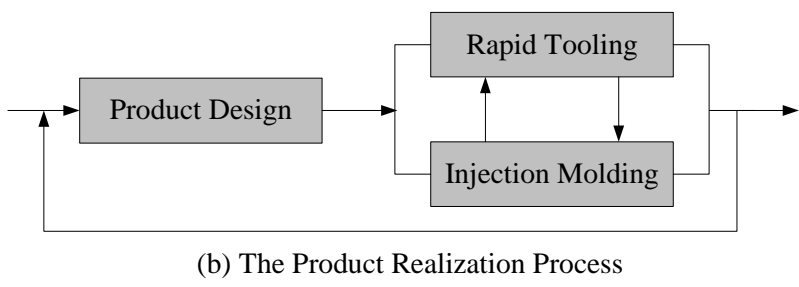 Rapid Tooling
Product Design
Injection Molding
(b) The Product Realization Process